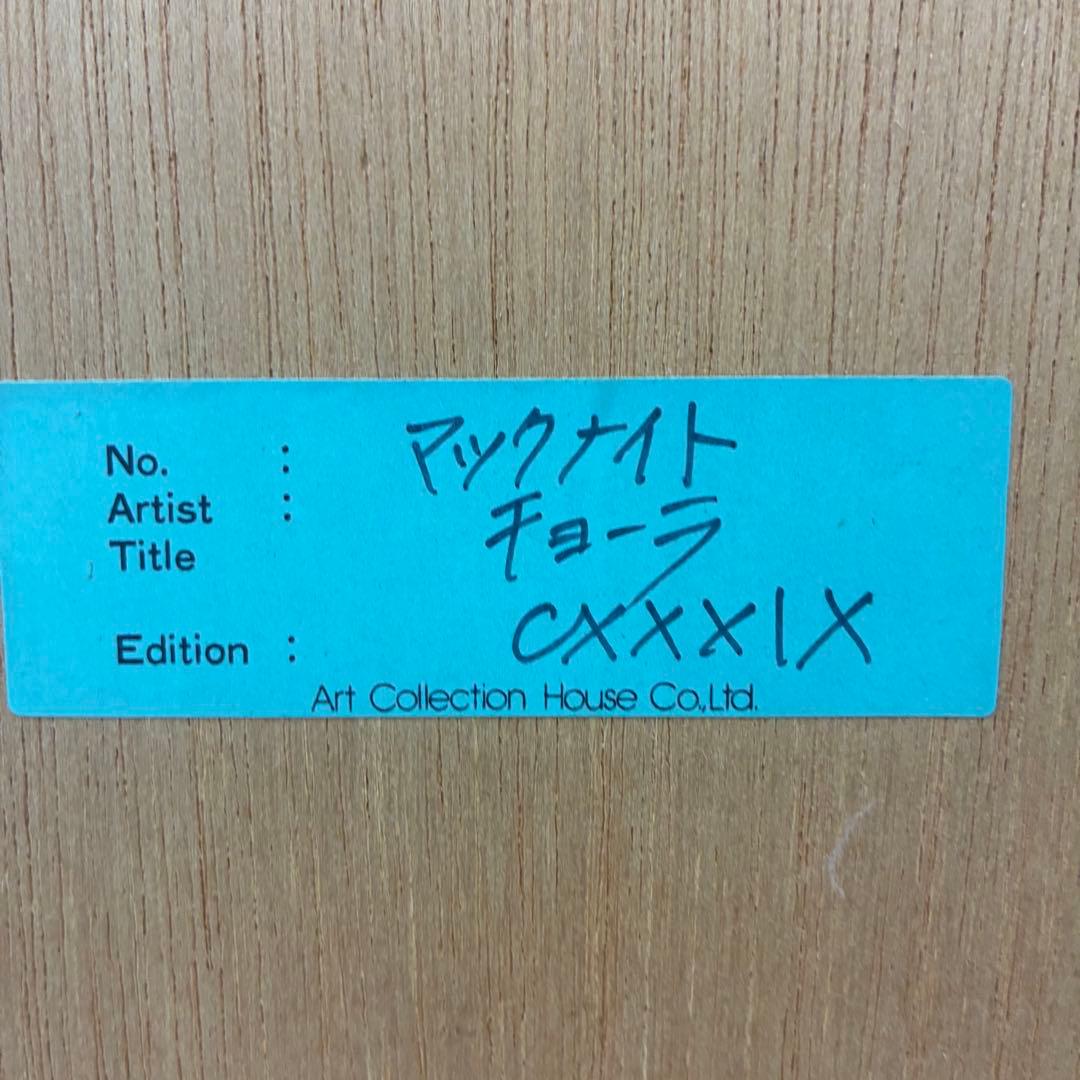 No. : マックナイト
Artist :
Title チョーラ
Edition : CXXXIX
Art Collection House Co.,Ltd.